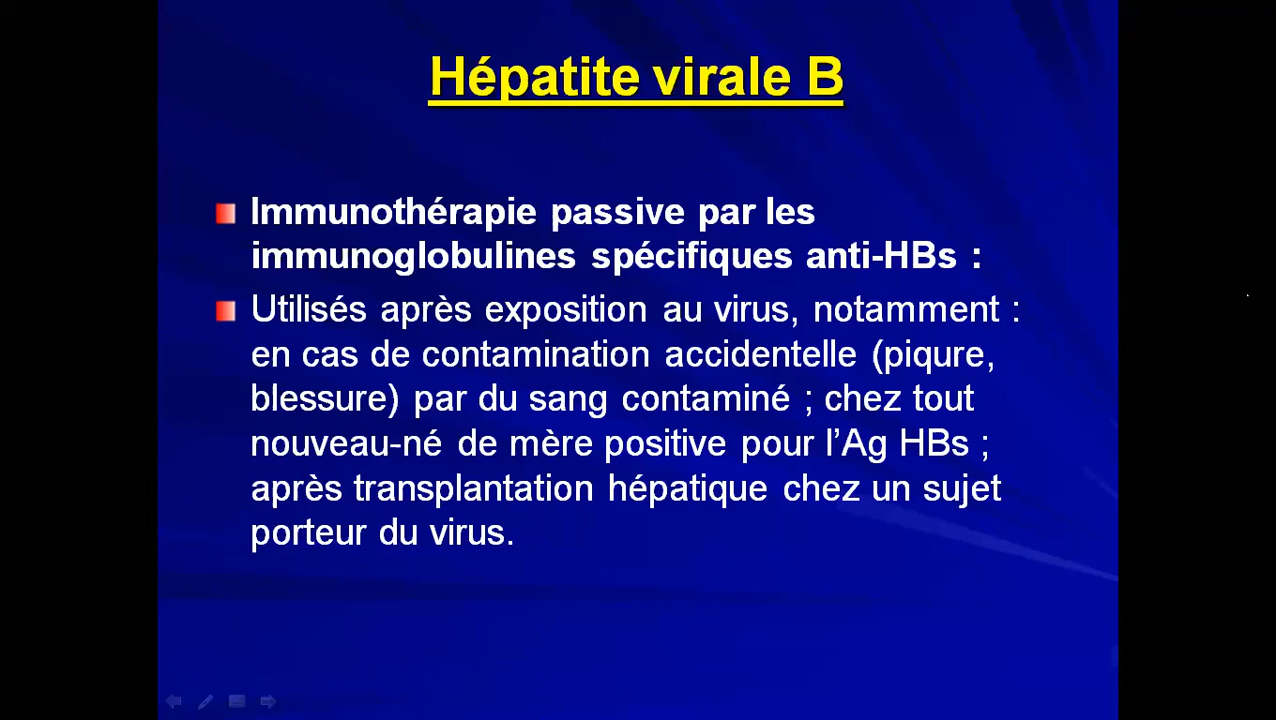 Hépatite virale B
Immunothérapie passive par les
immunoglobulines spécifiques anti-HBs :
Utilisés après exposition au virus, notamment :
en cas de contamination accidentelle (piqure,
blessure) par du sang contaminé ; chez tout
nouveau-né de mère positive pour l’Ag HBs ;
après transplantation hépatique chez un sujet
porteur du virus.